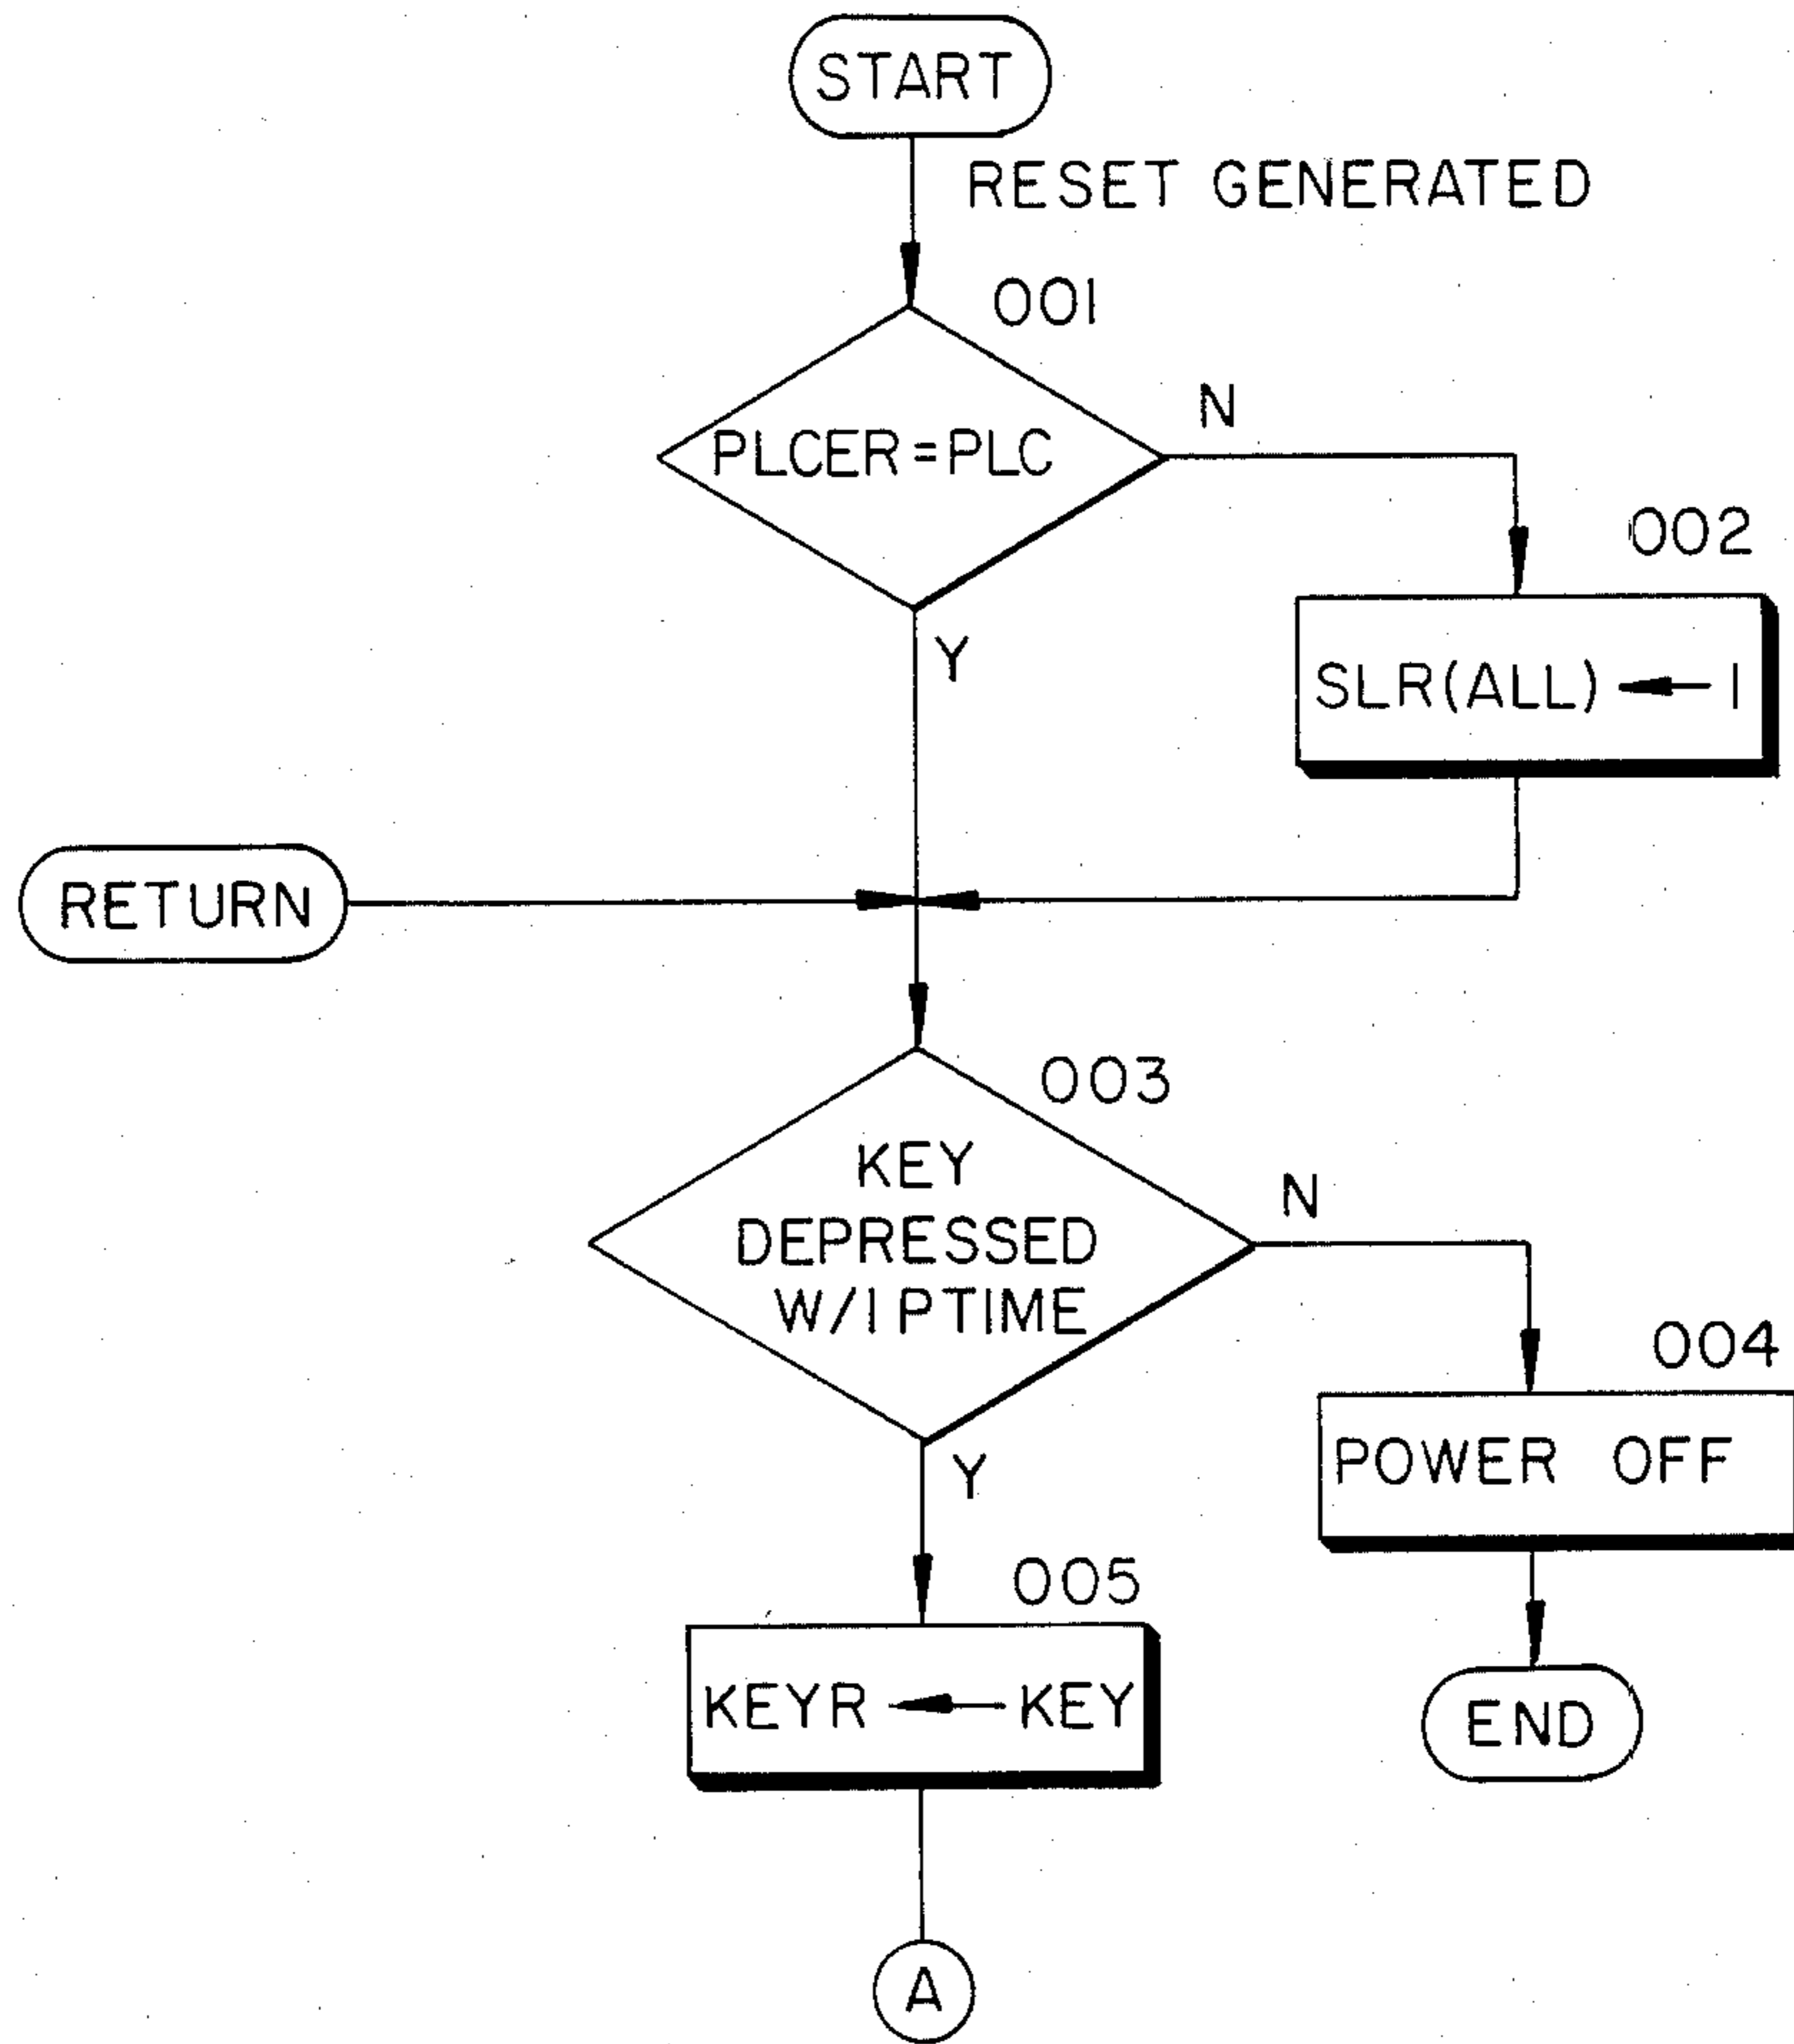 START
RESET GENERATED
001
PLCER=PLC
N
002
Y
SLR(ALL) ← 1
RETURN
003
KEY
DEPRESSED
W/I PTIME
N
004
Y
POWER OFF
005
KEYR ← KEY
END
A